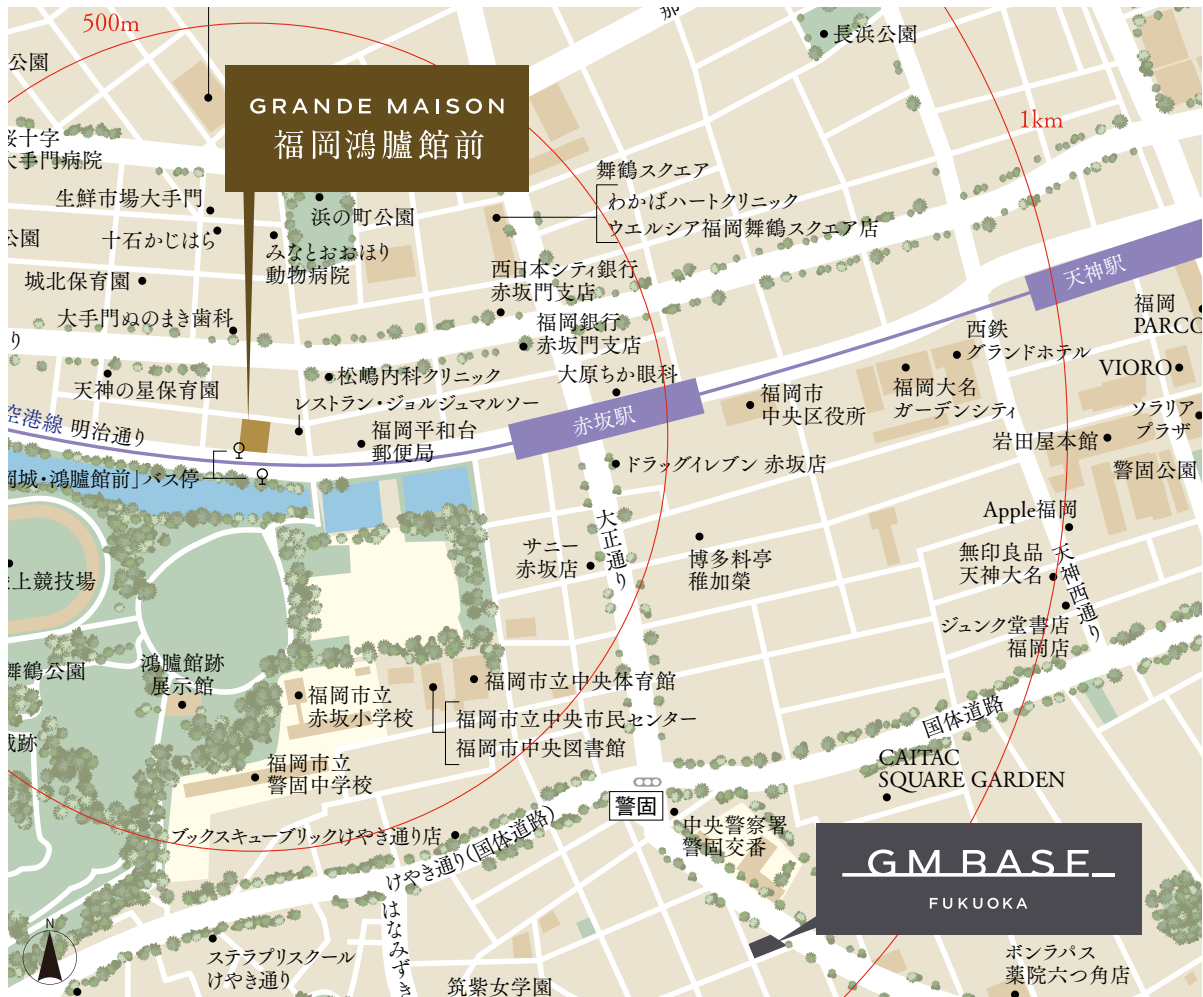 500m
長浜公園
公園
GRANDE MAISON
福岡鴻臚館前
1km
桜十字
大手門病院
舞鶴スクエア
わかばハートクリニック
ウエルシア福岡舞鶴スクエア店
生鮮市場大手門
浜の町公園
公園
十石かじはら
みなとおおほり
動物病院
西日本シティ銀行
赤坂門支店
天神駅
城北保育園
大手門ぬのまき歯科
福岡銀行
赤坂門支店
西鉄
グランドホテル
福岡
PARCO
り
天神の星保育園
松嶋内科クリニック
大原ちか眼科
VIORO
レストラン・ジョルジュマルソー
福岡市
中央区役所
福岡大名
ガーデンシティ
空港線 明治通り
福岡平和台
郵便局
赤坂駅
岩田屋本館
ソラリア
プラザ
岡城・鴻臚館前」バス停
ドラッグイレブン 赤坂店
警固公園
大正通り
Apple福岡
サニー
赤坂店
博多料亭
稚加榮
無印良品
天神大名
天神西通り
上競技場
ジュンク堂書店
福岡店
舞鶴公園
鴻臚館跡
展示館
福岡市立
赤坂小学校
福岡市立中央体育館
福岡市立中央市民センター
福岡市中央図書館
国体道路
城跡
福岡市立
警固中学校
CAITAC
SQUARE GARDEN
警固
中央警察署
警固交番
ブックスキューブリックけやき通り店
けやき通り(国体道路)
GM BASE
FUKUOKA
はなみずき
N
ステラプリスクール
けやき通り
筑紫女学園
ボンラパス
薬院六つ角店